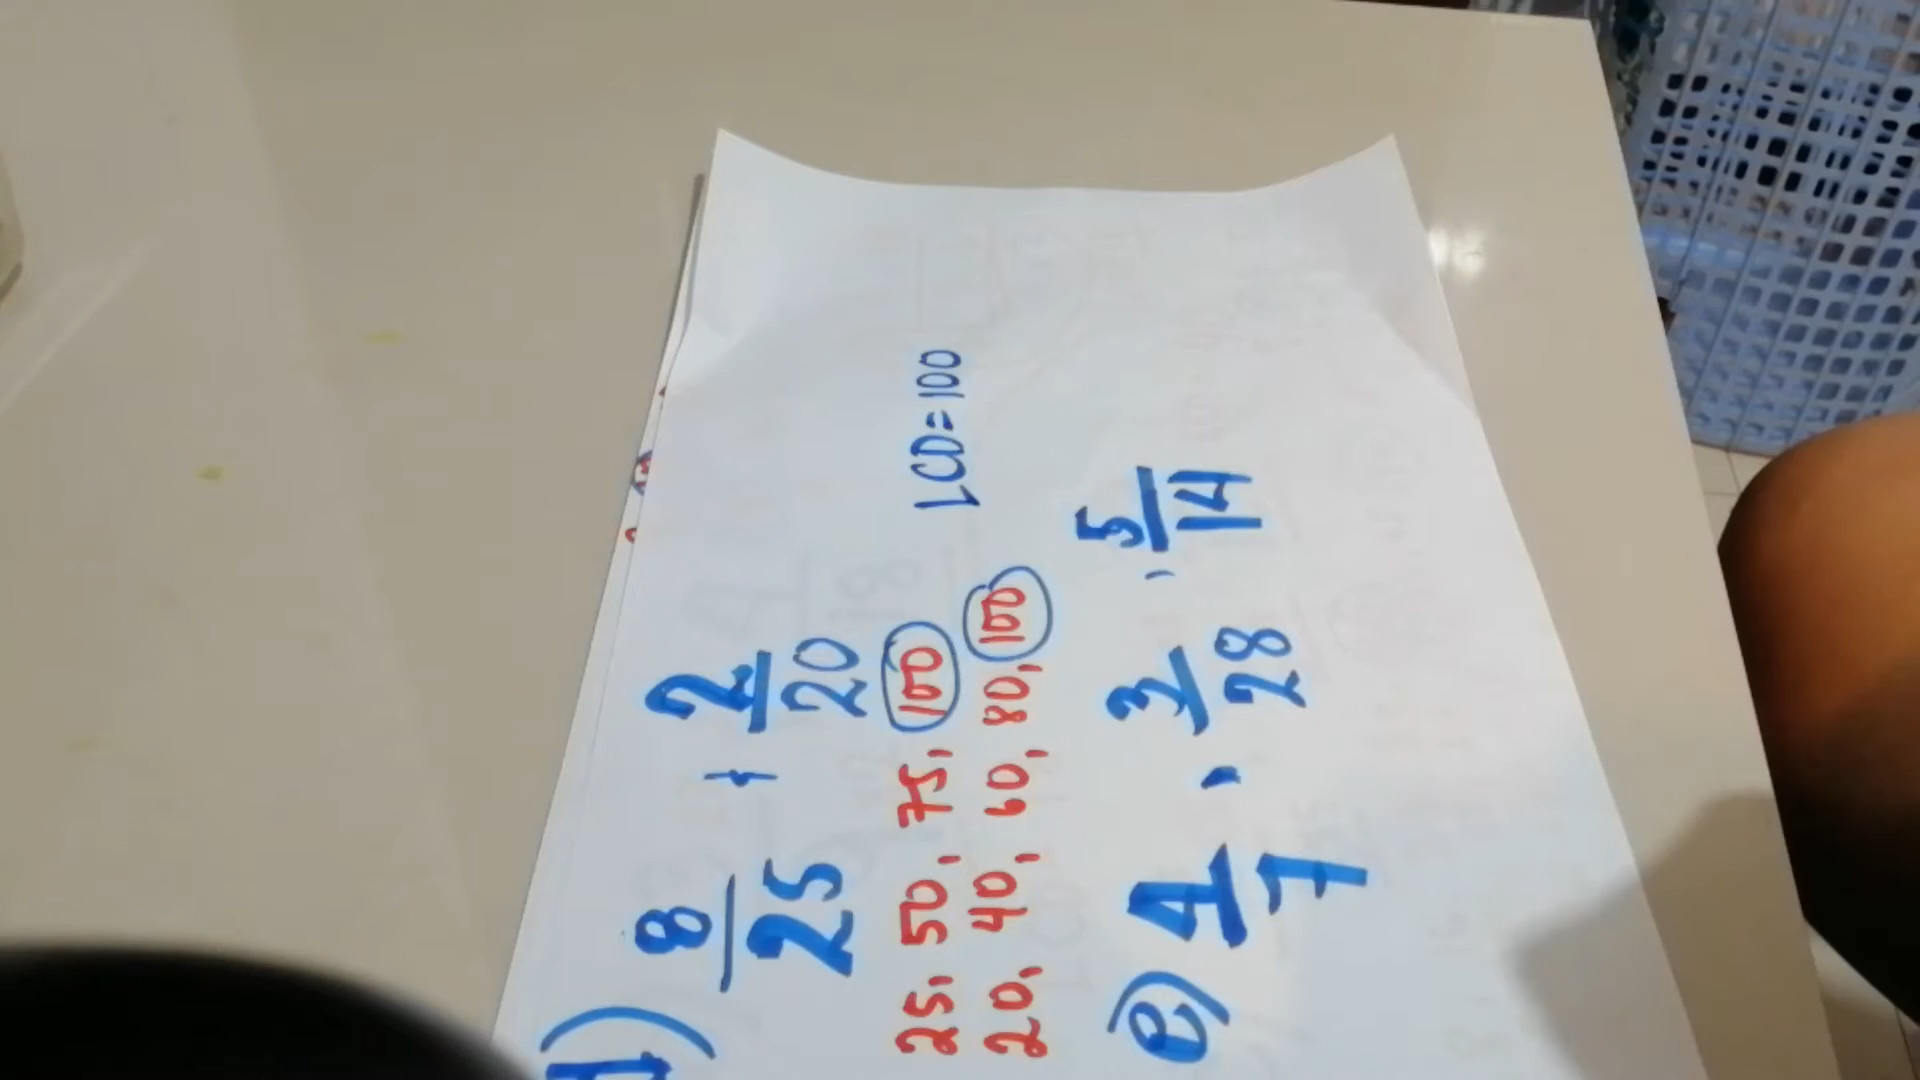 d) 8/25 , 2/20
25, 50, 75, 100
20, 40, 60, 80, 100
LCD = 100
e) 4/7 , 3/28 , 5/14